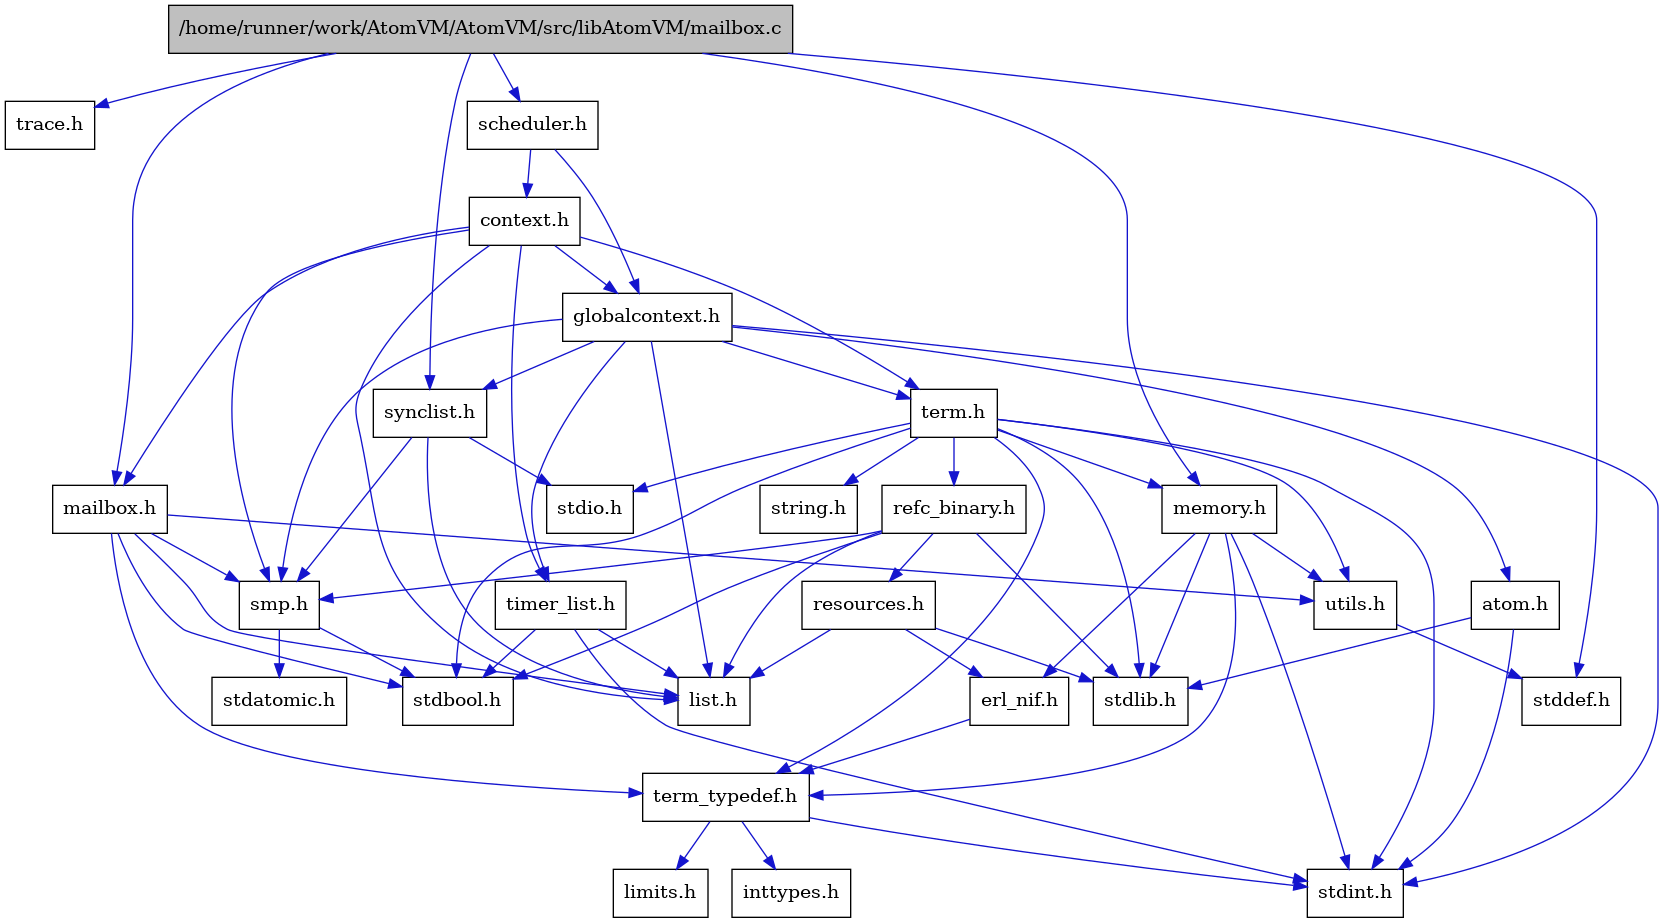 /home/runner/work/AtomVM/AtomVM/src/libAtomVM/mailbox.c
trace.h
scheduler.h
context.h
globalcontext.h
synclist.h
term.h
mailbox.h
stdio.h
string.h
refc_binary.h
memory.h
smp.h
timer_list.h
resources.h
utils.h
atom.h
stdatomic.h
stdbool.h
list.h
erl_nif.h
stdlib.h
stddef.h
term_typedef.h
limits.h
inttypes.h
stdint.h